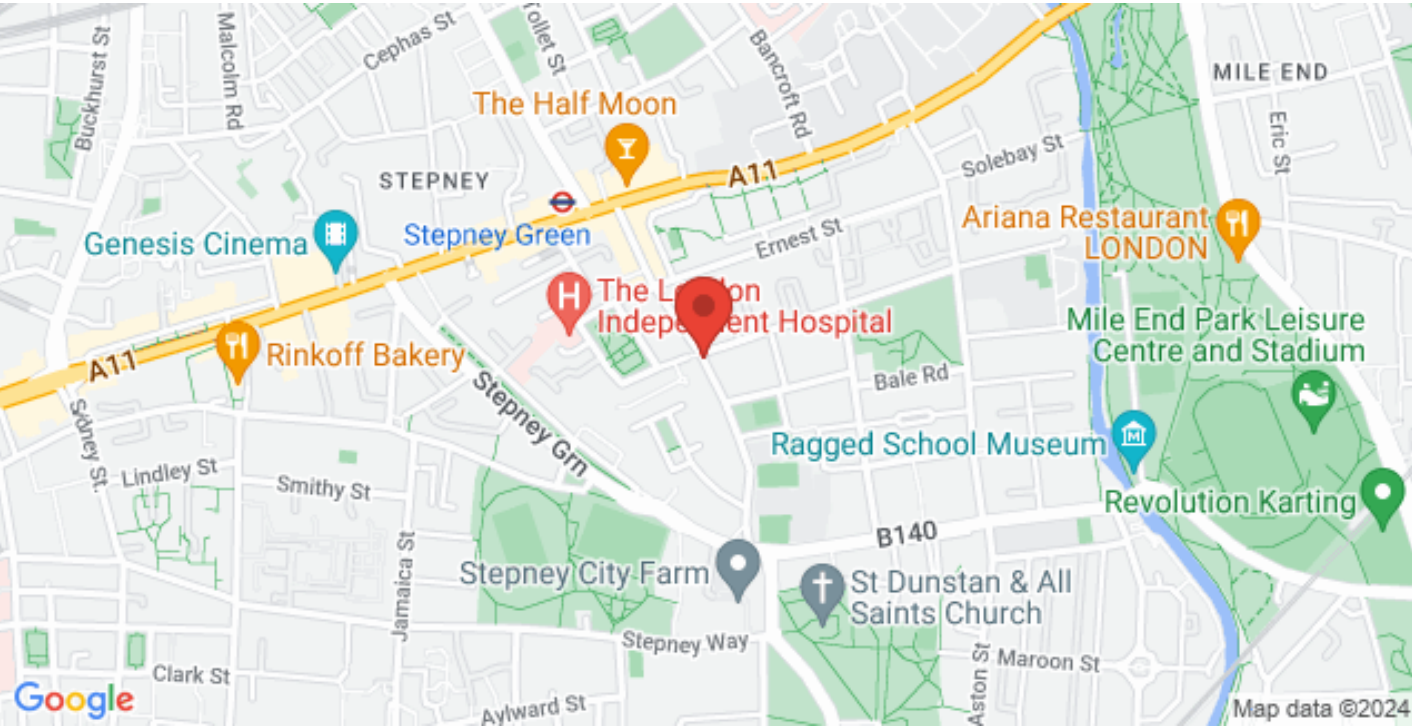 Tollet St
Cephas St
Malcolm Rd
Buckhurst St
Bancroft Rd
MILE END
The Half Moon
Eric St
Solebay St
A11
STEPNEY
Ariana Restaurant
LONDON
Genesis Cinema
Stepney Green
Ernest St
H
The L don
Indepe ent Hospital
Mile End Park Leisure
Centre and Stadium
A11
Rinkoff Bakery
Bale Rd
Stepney Grn
Sidney St.
Ragged School Museum
M
Lindley St
Smithy St
Revolution Karting
B140
Jamaica St
Stepney City Farm
St Dunstan & All
Saints Church
Stepney Way
Maroon St
Aston St
Clark St
Google
Aylward St
Map data ©2024